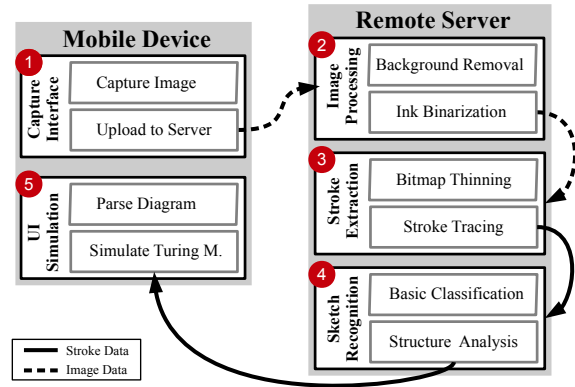 Mobile Device
1
Capture
Interface
Capture Image
Upload to Server
5
UI
Simulation
Parse Diagram
Simulate Turing M.
Remote Server
2
Image
Processing
Background Removal
Ink Binarization
3
Stroke
Extraction
Bitmap Thinning
Stroke Tracing
4
Sketch
Recognition
Basic Classification
Structure Analysis
Stroke Data
Image Data